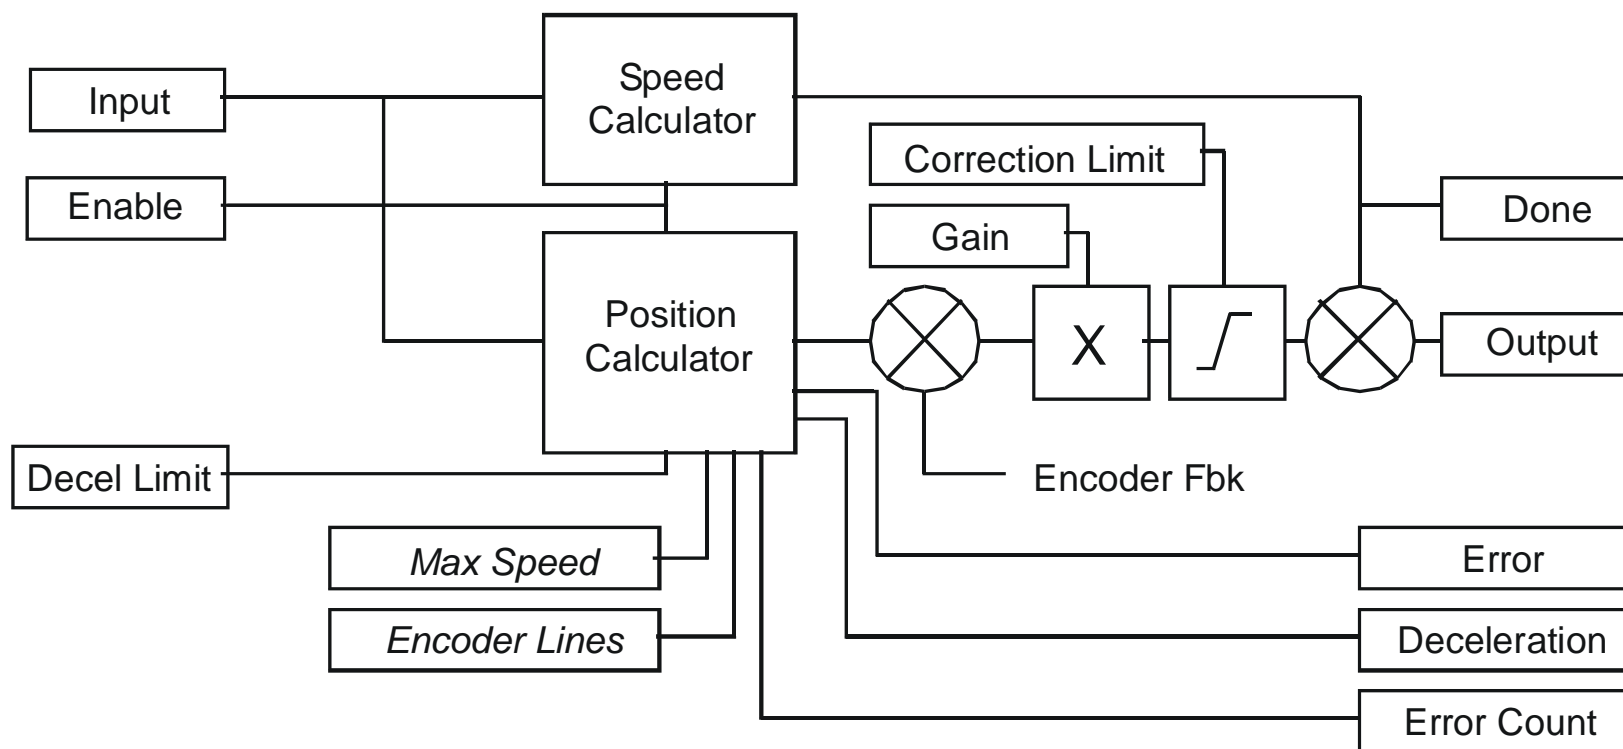 Input
Speed
Calculator
Correction Limit
Enable
Done
Gain
Position
Calculator
X
Output
Decel Limit
Encoder Fbk
Max Speed
Error
Encoder Lines
Deceleration
Error Count